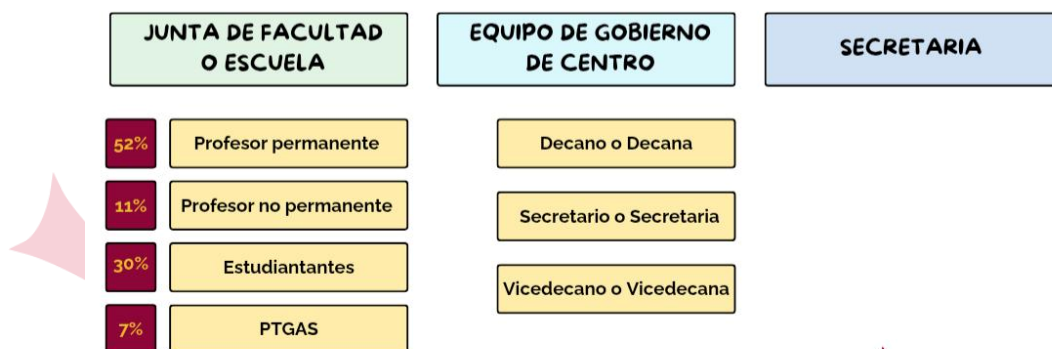 JUNTA DE FACULTAD
O ESCUELA
EQUIPO DE GOBIERNO
DE CENTRO
SECRETARIA
52% Profesor permanente
11% Profesor no permanente
30% Estudiantantes
7% PTGAS
Decano o Decana
Secretario o Secretaria
Vicedecano o Vicedecana